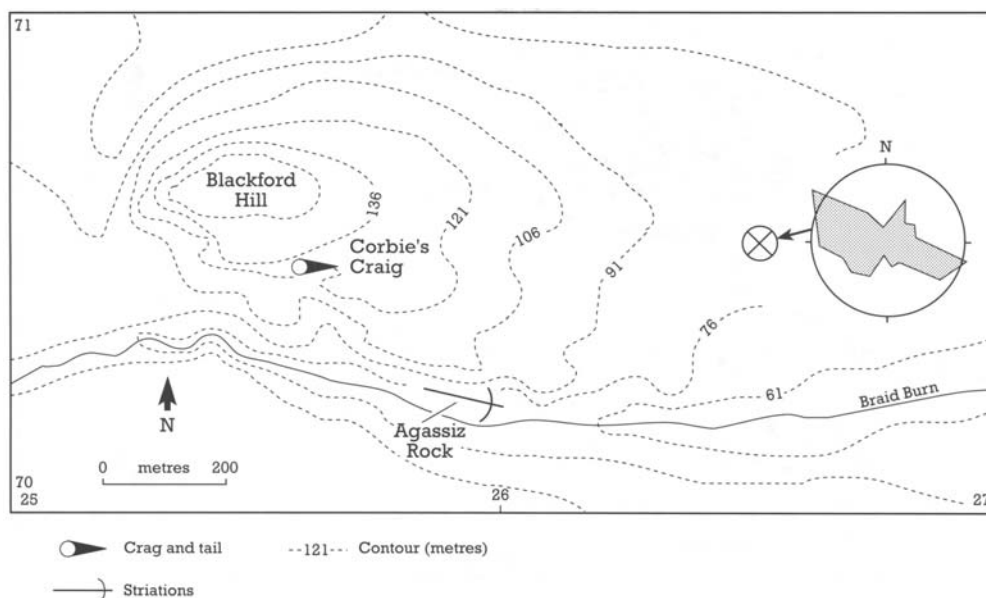 71
N
Blackford
Hill
136
121
Corbie's
Craig
106
91
76
61
Braid Burn
N
Agassiz
Rock
0 metres 200
70
25
26
27
Crag and tail
--121-- Contour (metres)
Striations